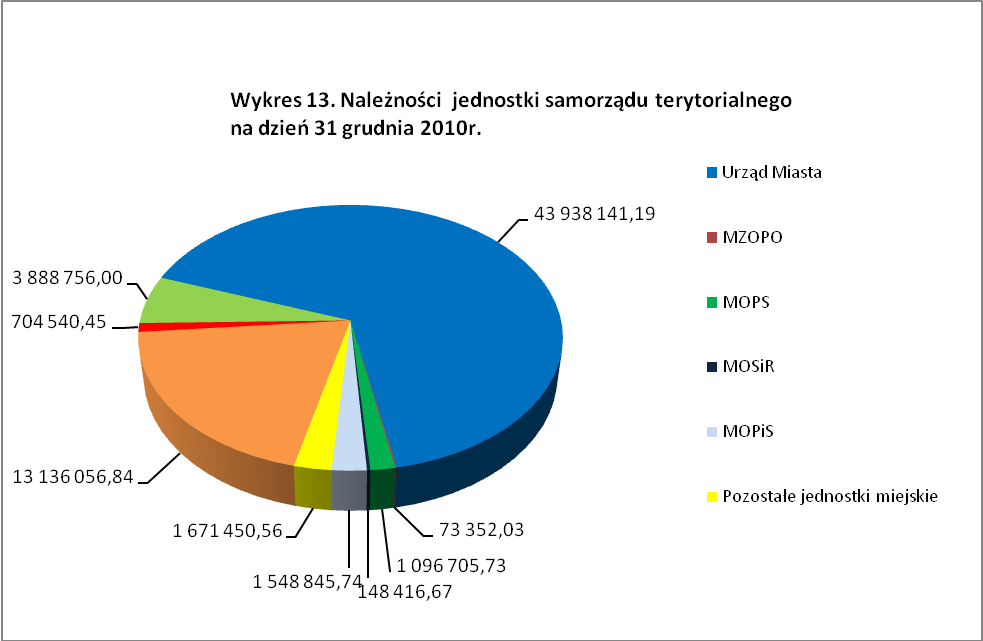 Wykres 13. Należności jednostki samorządu terytorialnego
na dzień 31 grudnia 2010r.
Urząd Miasta
43 938 141,19
MZOPO
3 888 756,00
MOPS
704 540,45
MOSiR
MOPiS
13 136 056,84
Pozostałe jednostki miejskie
1 671 450,56
73 352,03
1 096 705,73
1 548 845,74
148 416,67